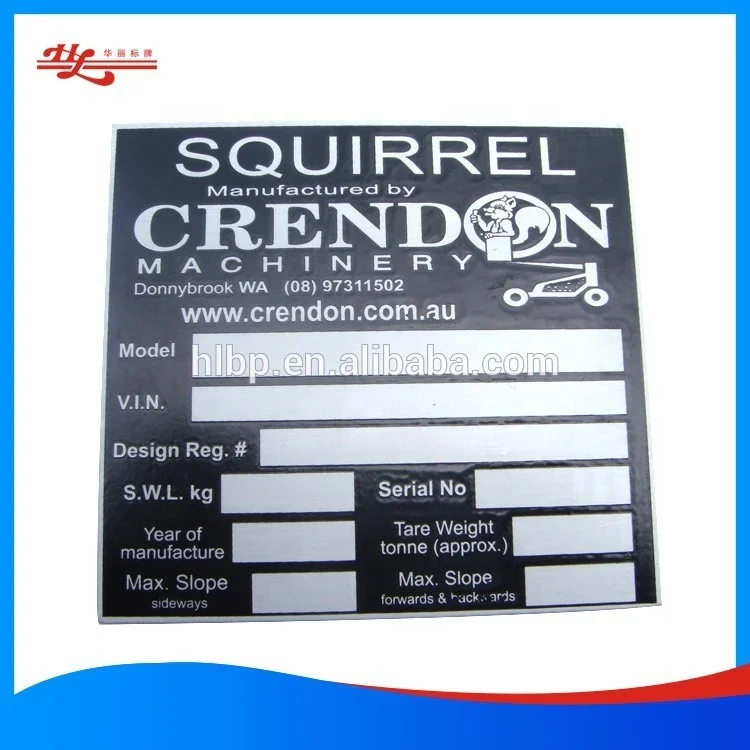 HL 华丽标牌
SQUIRREL
Manufactured by
CRENDON
MACHINERY
Donnybrook WA (08) 97311502
www.crendon.com.au
Model
hlbp.en.alibaba.com
V.I.N.
Design Reg. #
S.W.L. kg
Serial No
Year of
manufacture
Tare Weight
tonne (approx.)
Max. Slope
sideways
Max. Slope
forwards & backwards